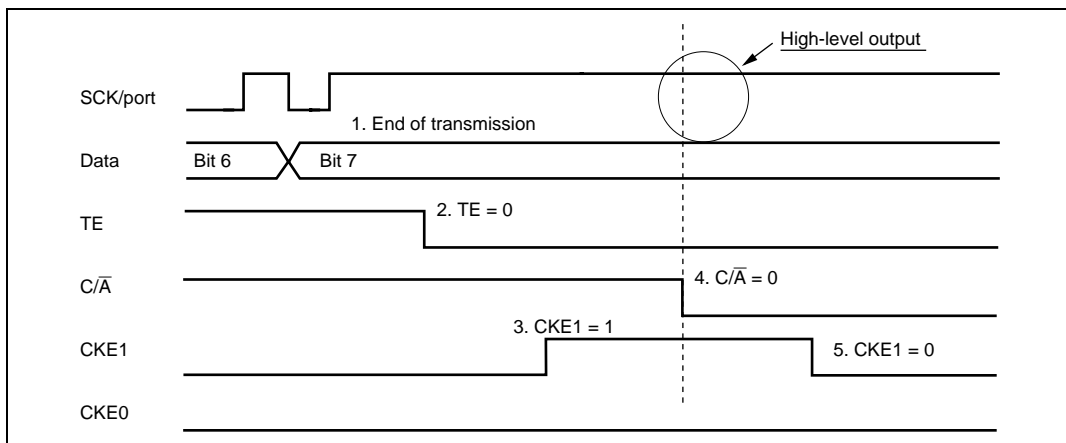 High-level output
SCK/port
1. End of transmission
Data
Bit 6
Bit 7
TE
2. TE = 0
C/A̅
4. C/A̅ = 0
3. CKE1 = 1
CKE1
5. CKE1 = 0
CKE0